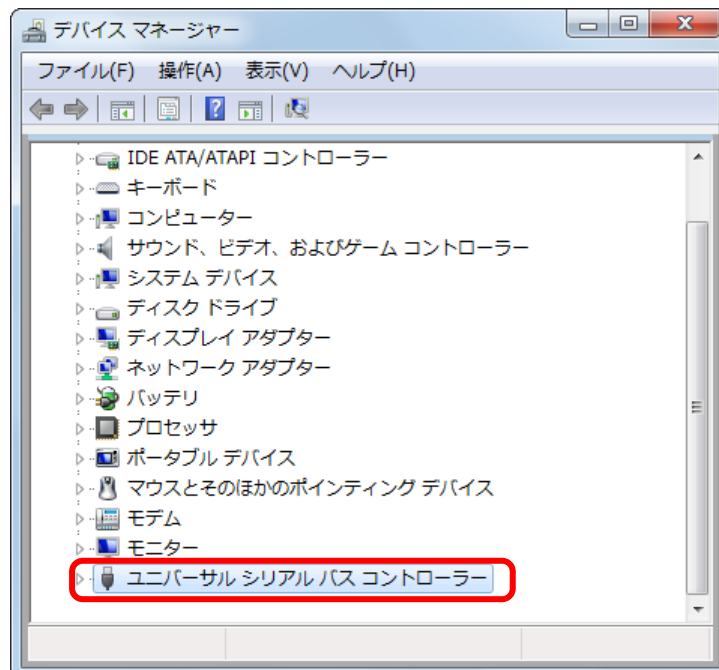 デバイス マネージャー
ファイル(F) 操作(A) 表示(V) ヘルプ(H)
IDE ATA/ATAPI コントローラー
キーボード
コンピューター
サウンド、ビデオ、およびゲーム コントローラー
システム デバイス
ディスク ドライブ
ディスプレイ アダプター
ネットワーク アダプター
バッテリ
プロセッサ
ポータブル デバイス
マウスとそのほかのポインティング デバイス
モデム
モニター
ユニバーサル シリアル バス コントローラー